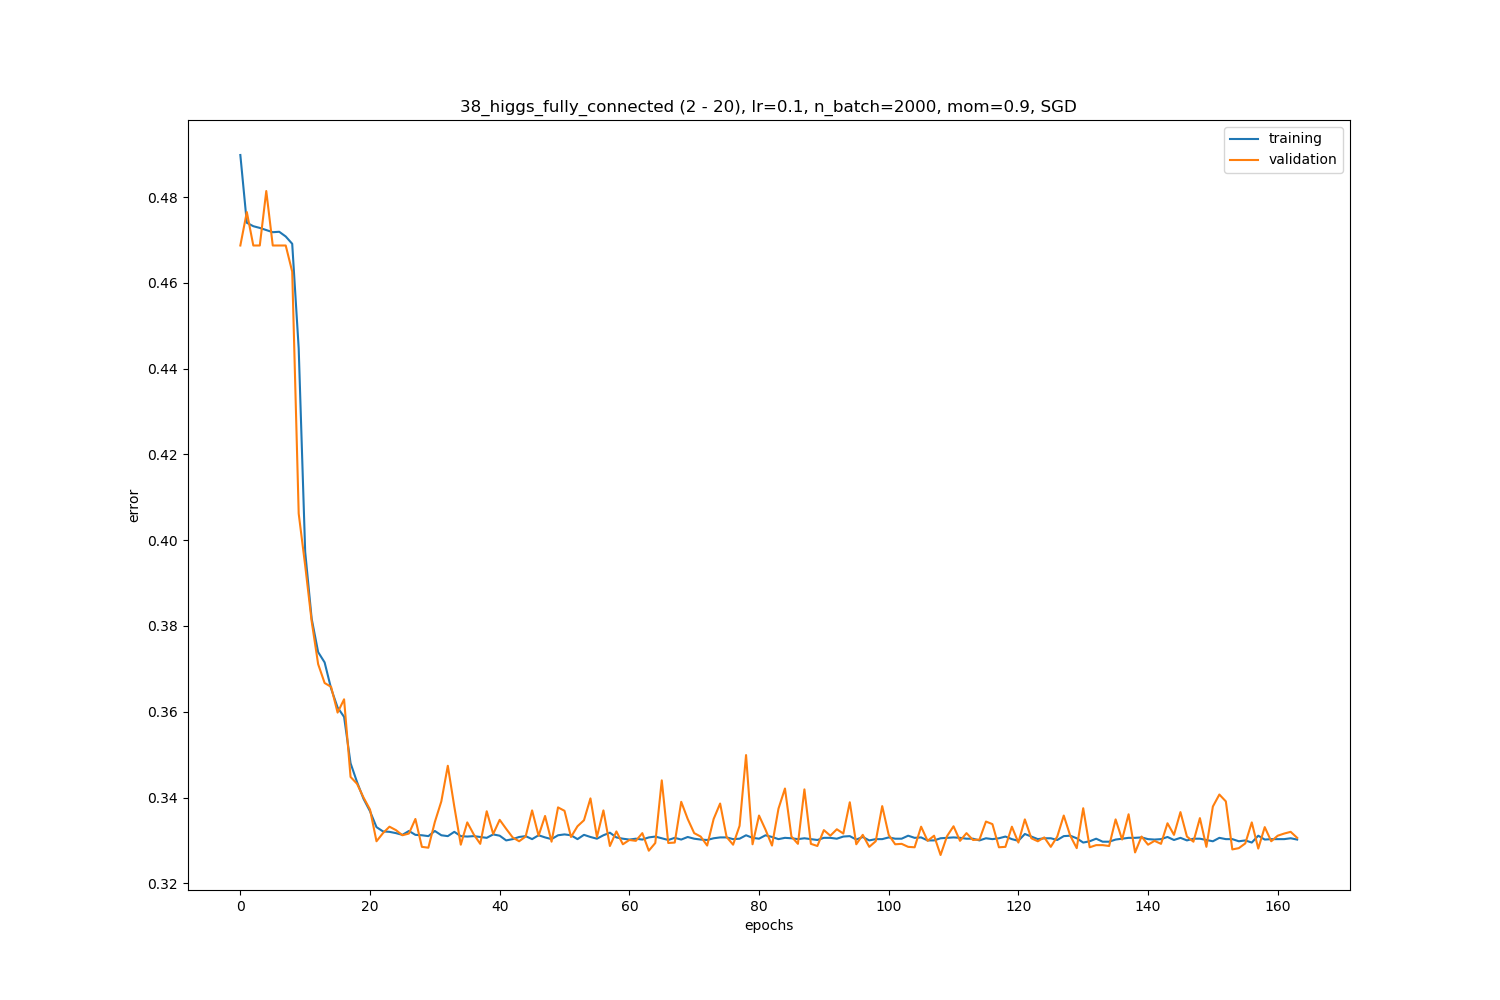 38_higgs_fully_connected (2 - 20), lr=0.1, n_batch=2000, mom=0.9, SGD
training
validation
0.48
0.46
0.44
0.42
0.40
0.38
0.36
0.34
0.32
error
0 20 40 60 80 100 120 140 160
epochs